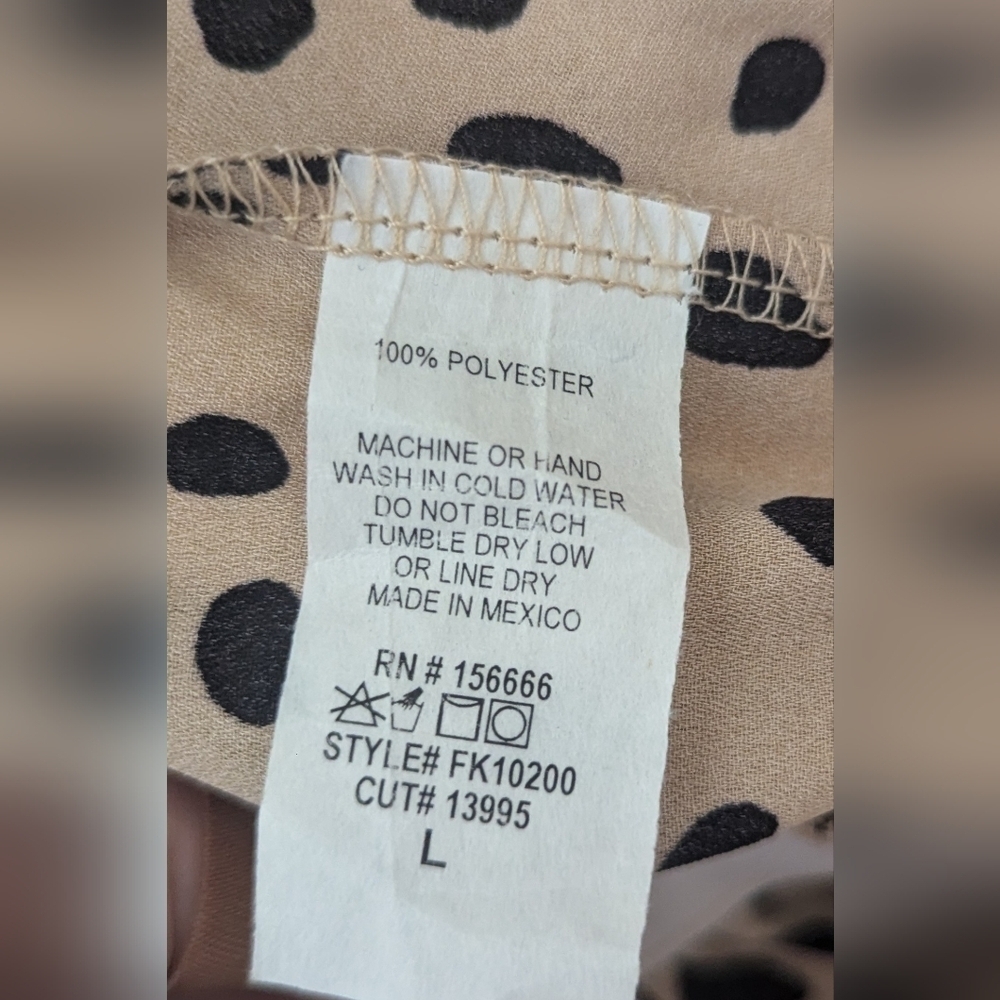 100% POLYESTER
MACHINE OR HAND
WASH IN COLD WATER
DO NOT BLEACH
TUMBLE DRY LOW
OR LINE DRY
MADE IN MEXICO
RN # 156666
STYLE# FK10200
CUT# 13995
L